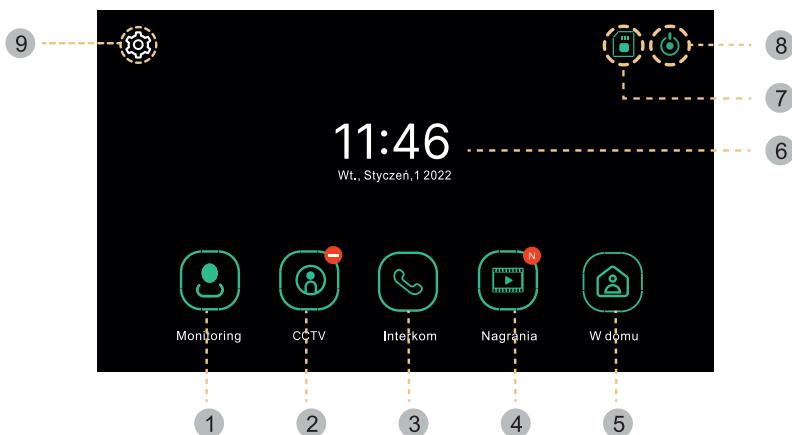 9
8
7
11:46
6
Wt., Styczeń,1 2022
N
Monitoring CCTV Interkom Nagrania W domu
1 2 3 4 5